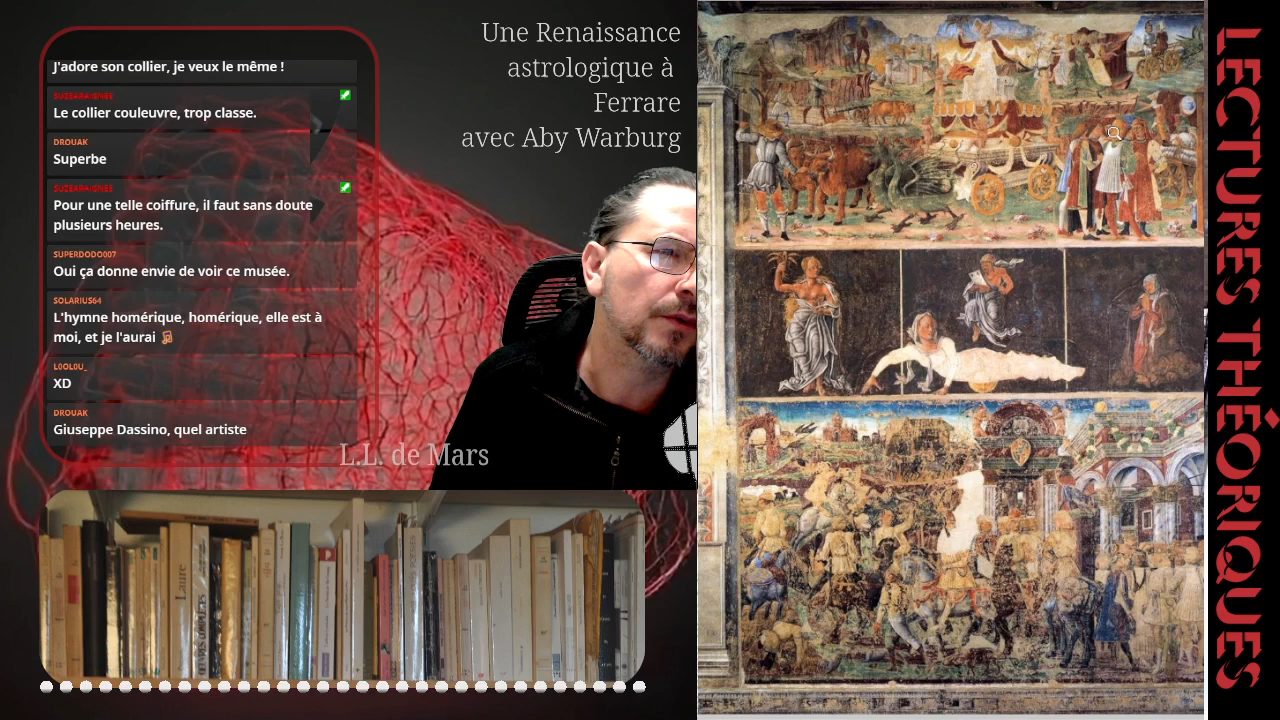 Une Renaissance
astrologique à
Ferrare
avec Aby Warburg
J'adore son collier, je veux le même !
SUZEARAIGNEE
Le collier couleuvre, trop classe.
DROUAK
Superbe
SUZEARAIGNEE
Pour une telle coiffure, il faut sans doute
plusieurs heures.
SUPERDODO007
Oui ça donne envie de voir ce musée.
SOLARIUS64
L'hymne homérique, homérique, elle est à
moi, et je l'aurai
L0OL0U_
XD
DROUAK
Giuseppe Dassino, quel artiste
L.L. de Mars
Laure
LECTURES THÉORIQUES